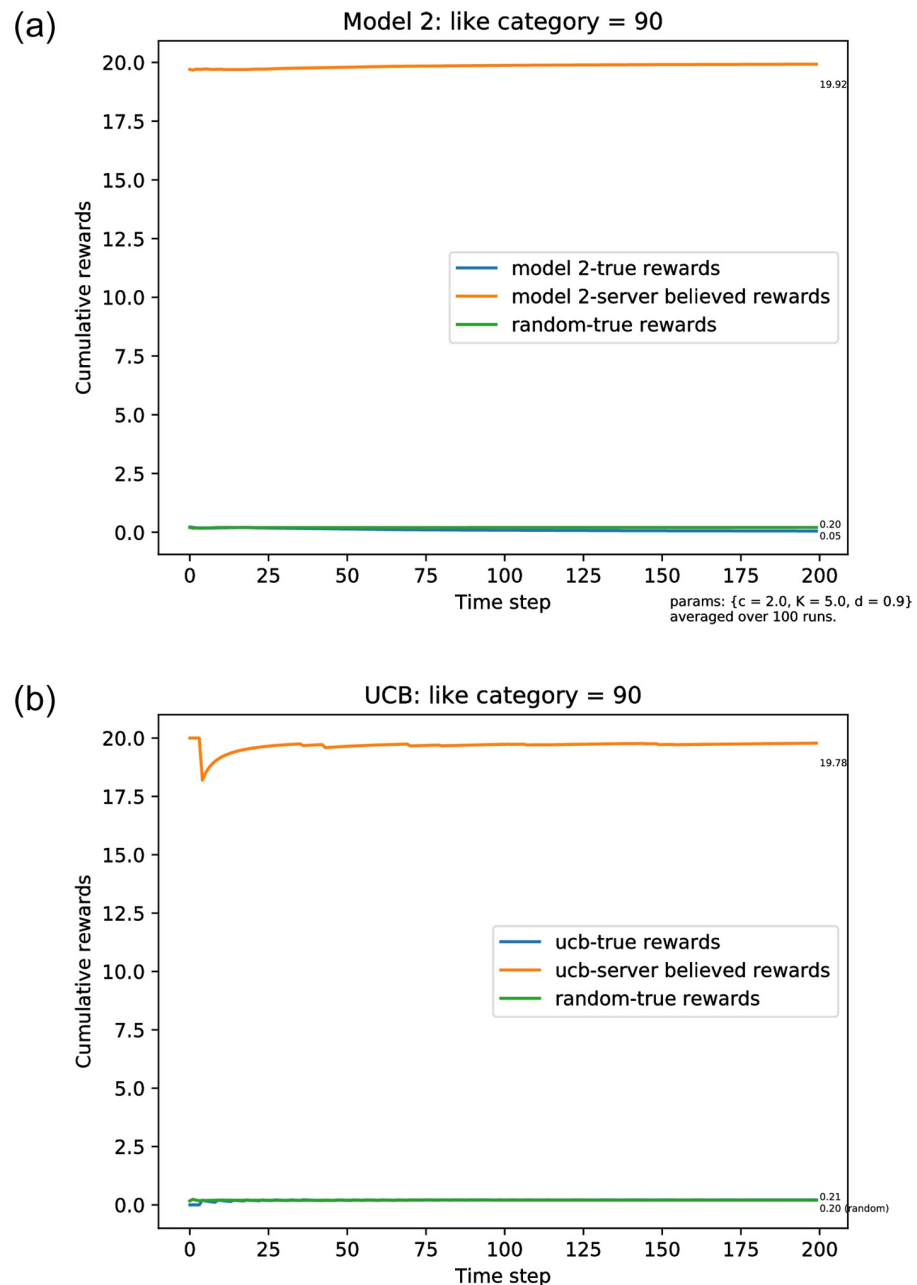 (a)
Model 2: like category = 90
20.0
17.5
15.0
12.5
10.0
7.5
5.0
2.5
0.0
Cumulative rewards
19.92
model 2-true rewards
model 2-server believed rewards
random-true rewards
0.20
0.05
0 25 50 75 100 125 150 175 200
Time step
params: {c = 2.0, K = 5.0, d = 0.9}
averaged over 100 runs.
(b)
UCB: like category = 90
20.0
17.5
15.0
12.5
10.0
7.5
5.0
2.5
0.0
Cumulative rewards
19.78
ucb-true rewards
ucb-server believed rewards
random-true rewards
0.21
0.20 (random)
0 25 50 75 100 125 150 175 200
Time step